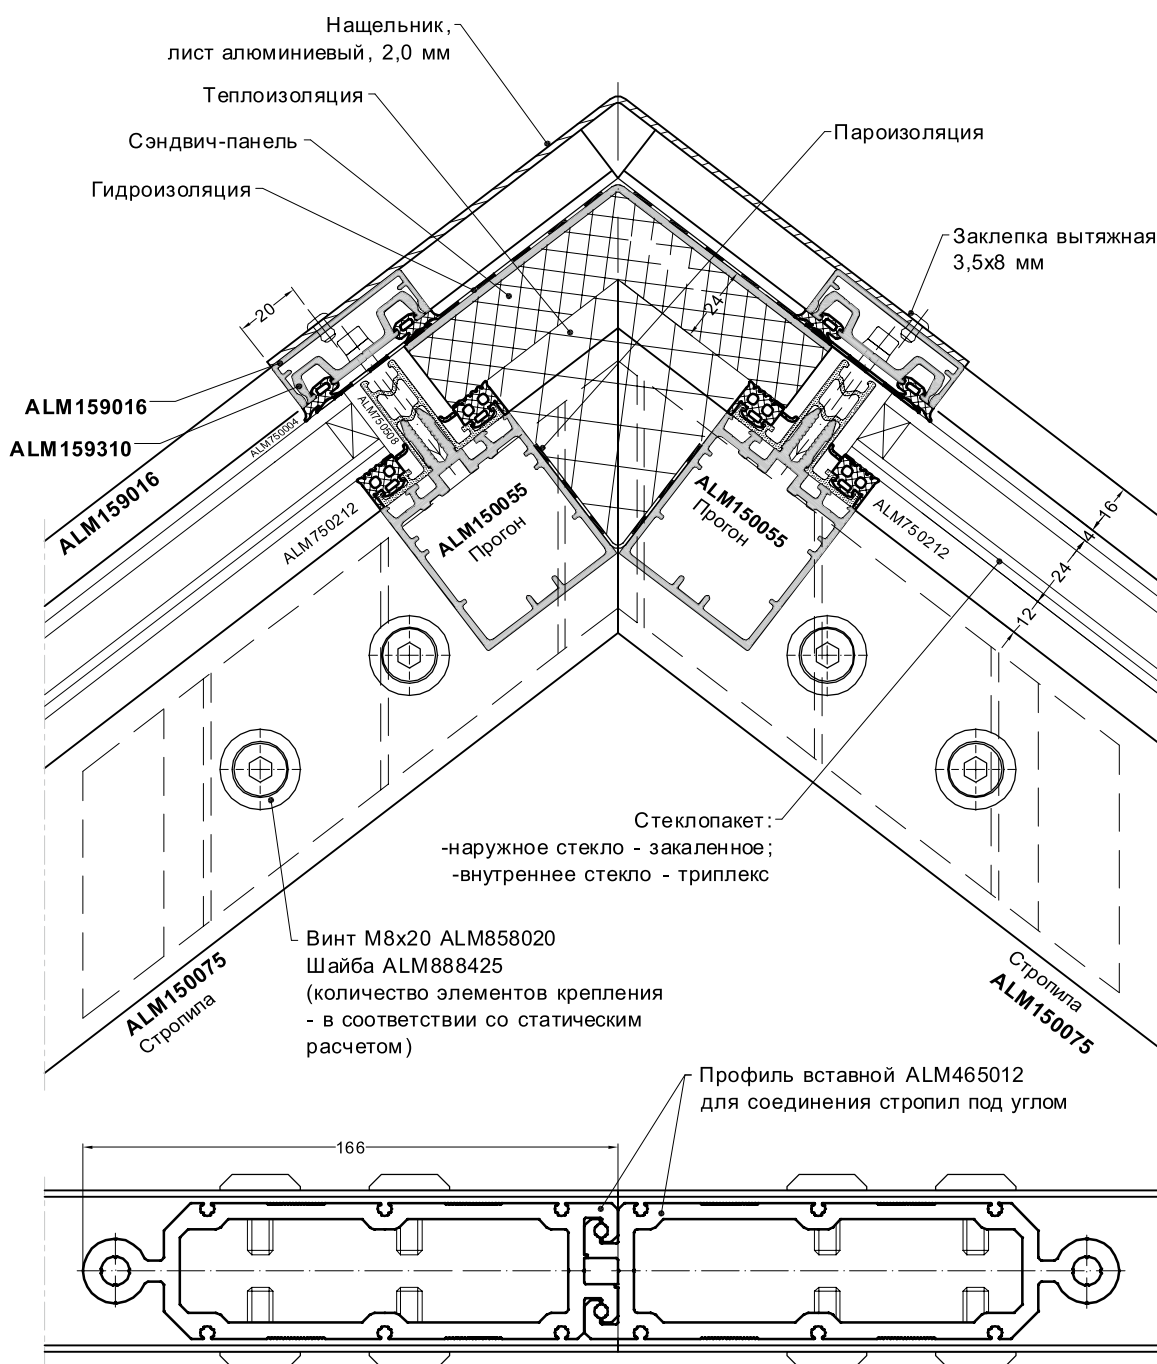 Нащельник,
лист алюминиевый, 2,0 мм
Теплоизоляция
Сэндвич-панель
Гидроизоляция
Пароизоляция
Заклепка вытяжная
3,5х8 мм
20
24
ALM159016
ALM159310
ALM750004
ALM750508
ALM159016
ALM750212
ALM150055
Прогон
ALM150055
Прогон
ALM750212
16
4
24
12
Стеклопакет:
-наружное стекло - закаленное;
-внутреннее стекло - триплекс
Винт М8х20 ALM858020
Шайба ALM888425
(количество элементов крепления
- в соответствии со статическим
расчетом)
ALM150075
Стропила
Стропила
ALM150075
Профиль вставной ALM465012
для соединения стропил под углом
166